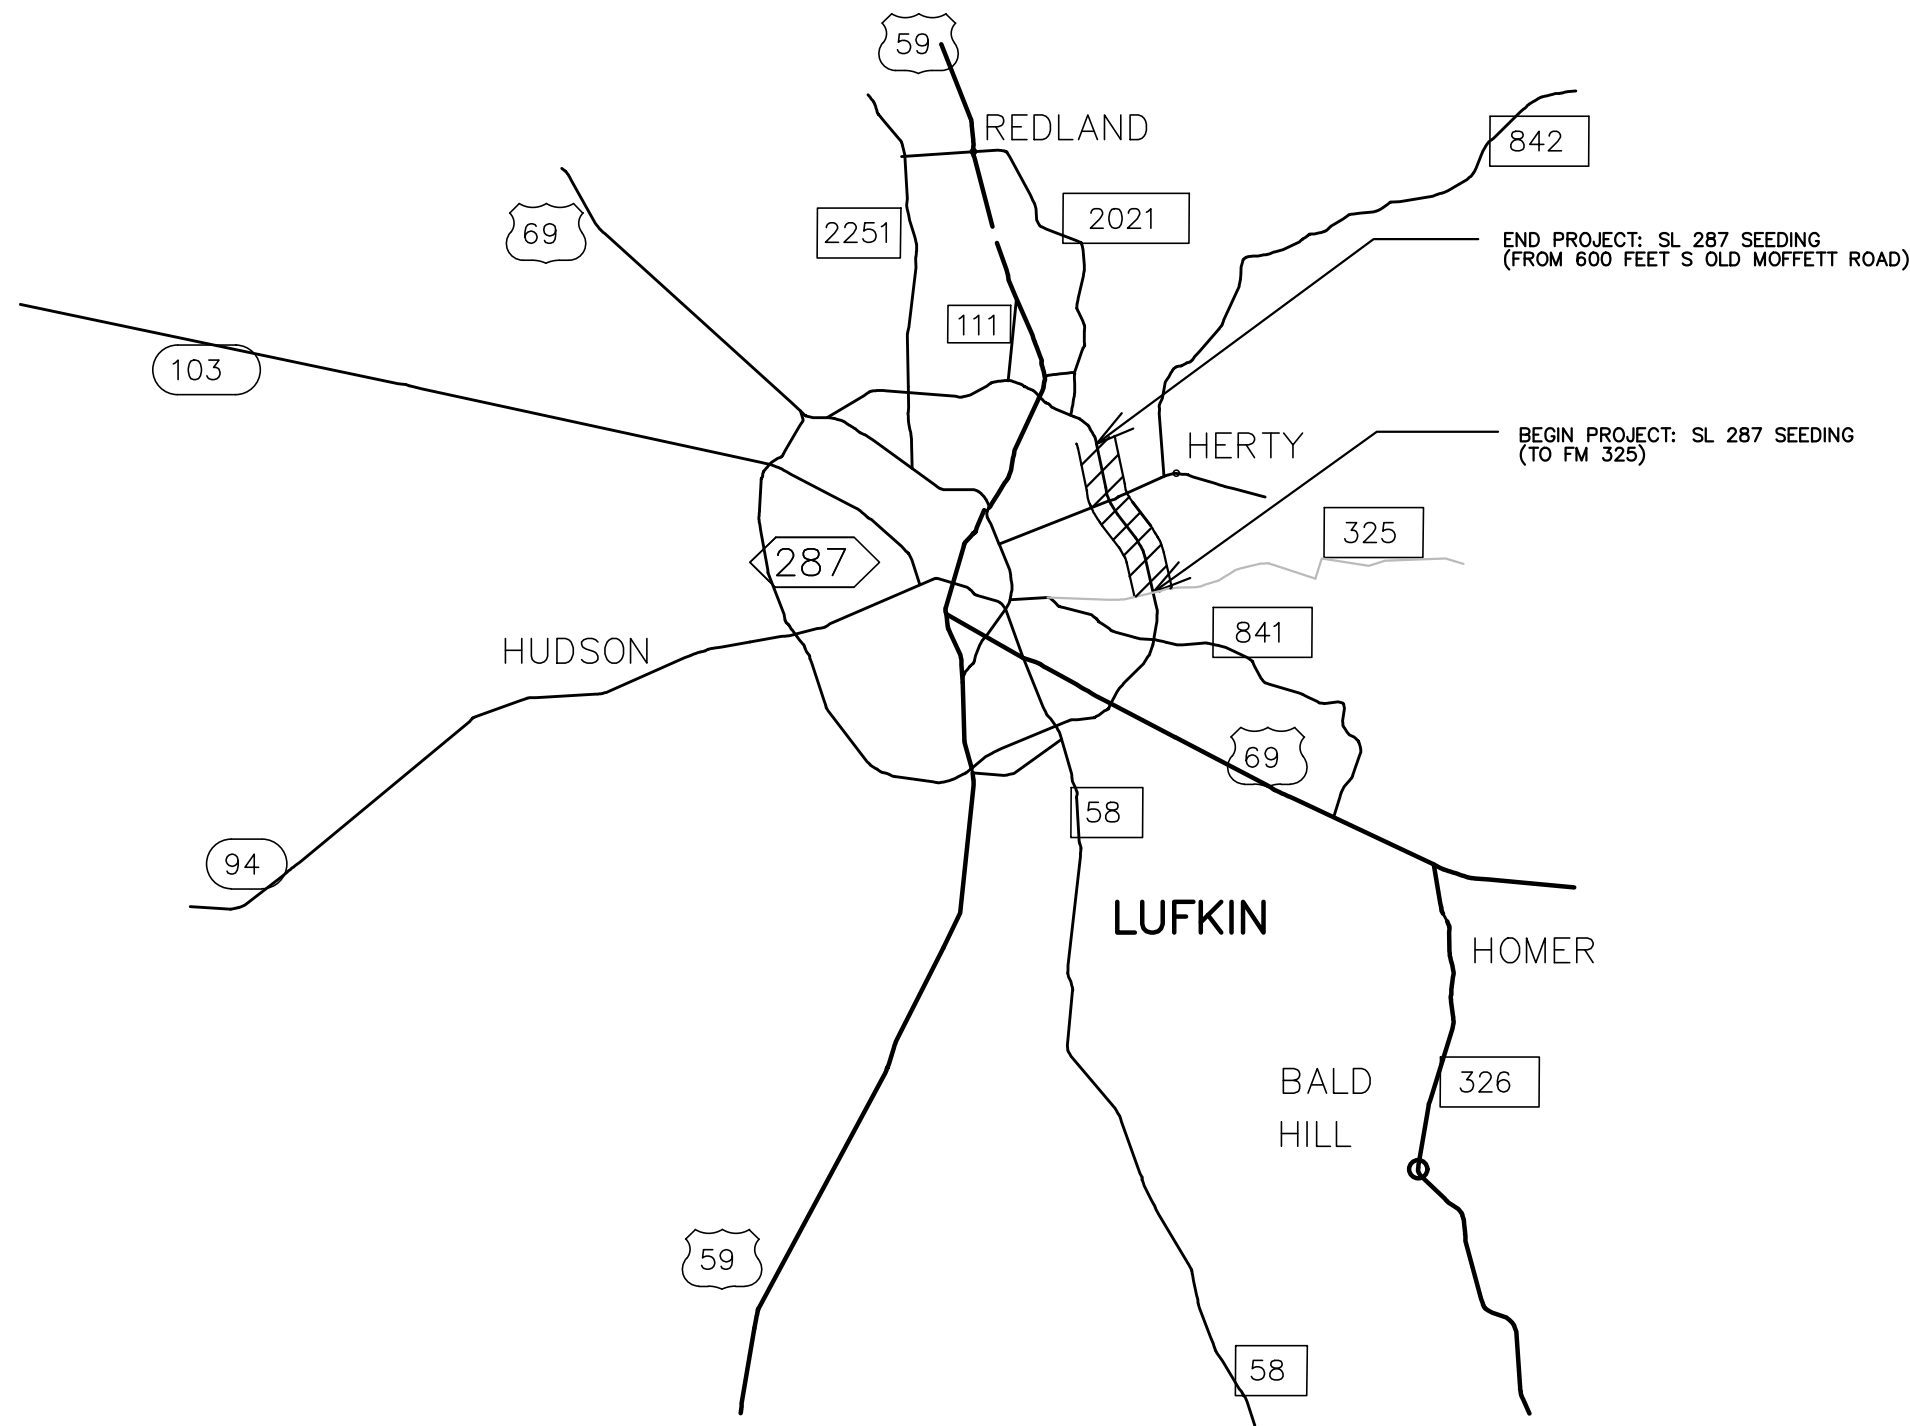 59
REDLAND
842
2251
2021
69
END PROJECT: SL 287 SEEDING
(FROM 600 FEET S OLD MOFFETT ROAD)
111
103
HERTY
BEGIN PROJECT: SL 287 SEEDING
(TO FM 325)
325
287
841
HUDSON
69
58
94
LUFKIN
HOMER
BALD
HILL
326
59
58